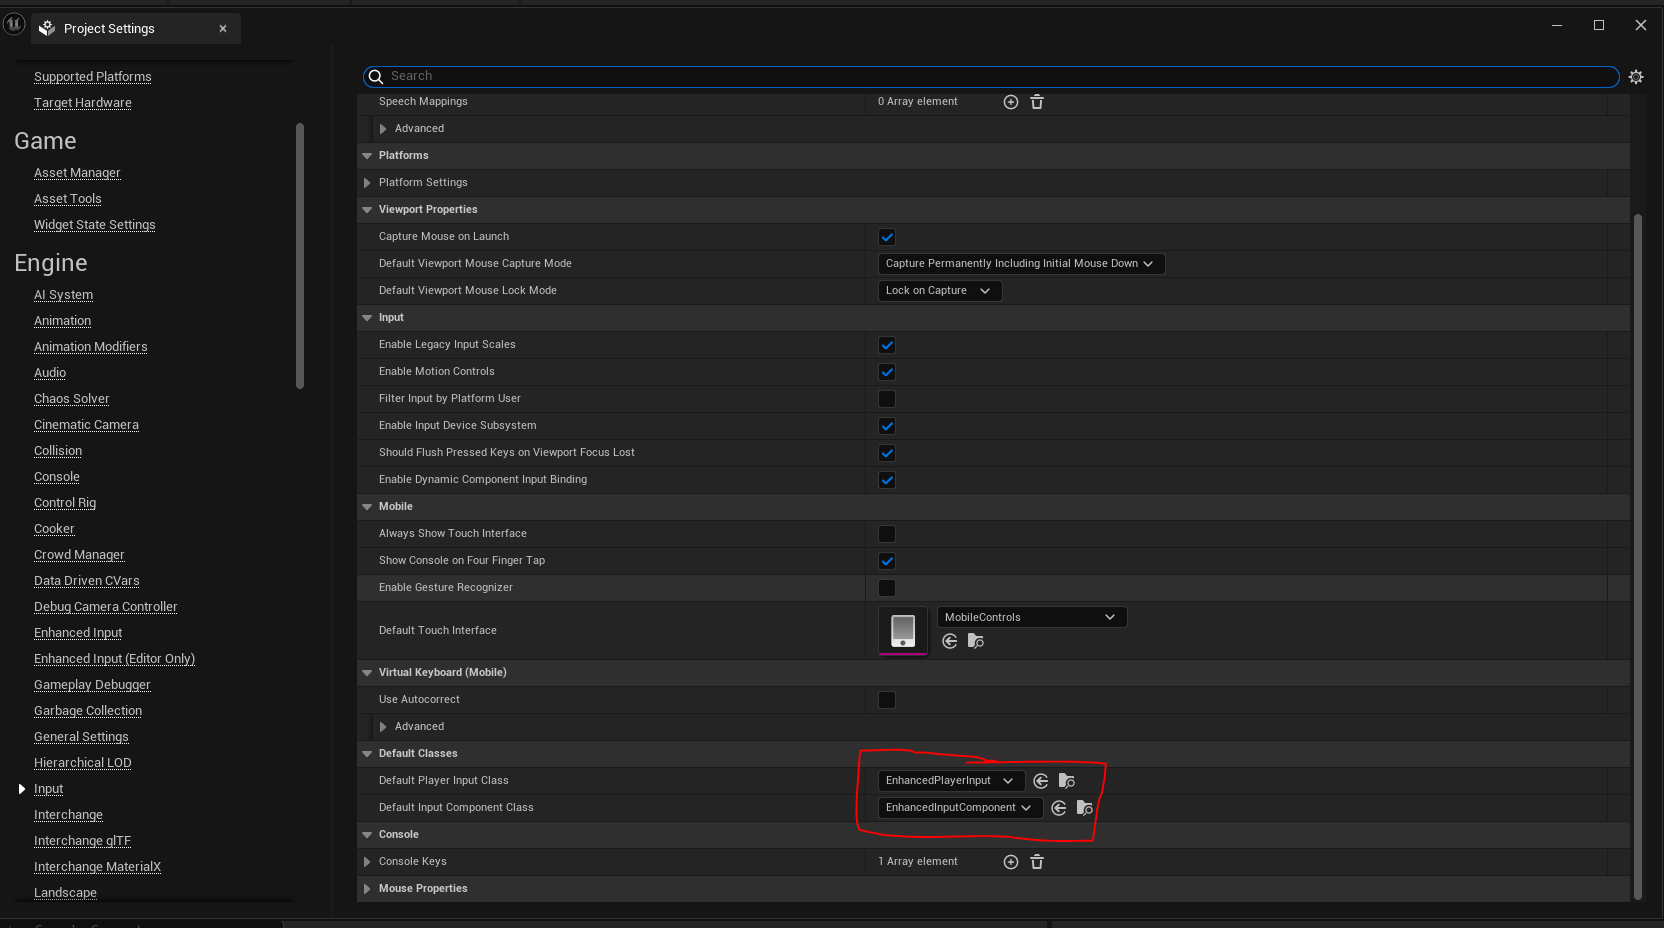 Project Settings
Supported Platforms
Target Hardware
Game
Asset Manager
Asset Tools
Widget State Settings
Engine
AI System
Animation
Animation Modifiers
Audio
Chaos Solver
Cinematic Camera
Collision
Console
Control Rig
Cooker
Crowd Manager
Data Driven CVars
Debug Camera Controller
Enhanced Input
Enhanced Input (Editor Only)
Gameplay Debugger
Garbage Collection
General Settings
Hierarchical LOD
Input
Interchange
Interchange glTF
Interchange MaterialX
Landscape
Search
Speech Mappings 0 Array element
Advanced
Platforms
Platform Settings
Viewport Properties
Capture Mouse on Launch
Default Viewport Mouse Capture Mode Capture Permanently Including Initial Mouse Down
Default Viewport Mouse Lock Mode Lock on Capture
Input
Enable Legacy Input Scales
Enable Motion Controls
Filter Input by Platform User
Enable Input Device Subsystem
Should Flush Pressed Keys on Viewport Focus Lost
Enable Dynamic Component Input Binding
Mobile
Always Show Touch Interface
Show Console on Four Finger Tap
Enable Gesture Recognizer
Default Touch Interface MobileControls
Virtual Keyboard (Mobile)
Use Autocorrect
Advanced
Default Classes
Default Player Input Class EnhancedPlayerInput
Default Input Component Class EnhancedInputComponent
Console
Console Keys 1 Array element
Mouse Properties